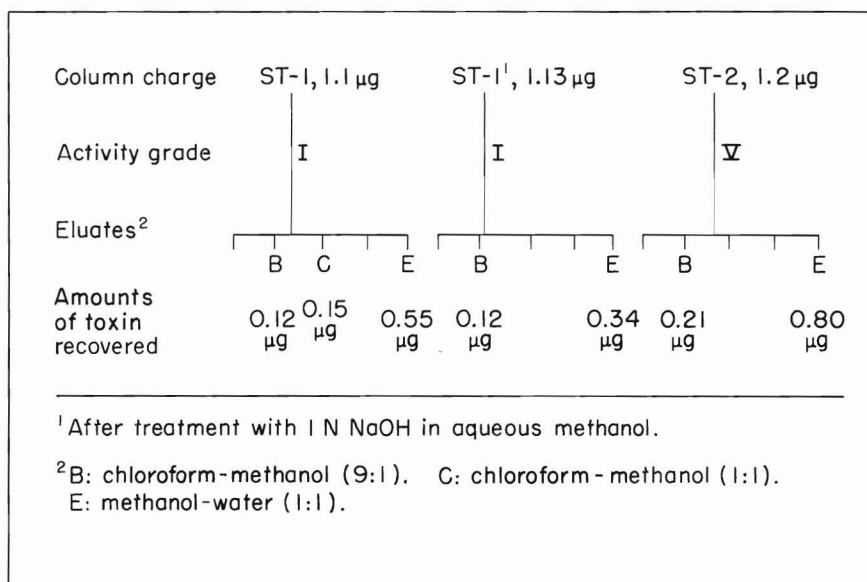 Column charge ST-1, 1.1 μg ST-1¹, 1.13 μg ST-2, 1.2 μg
Activity grade I I V
Eluates²
B C E B E B E
Amounts of toxin recovered
0.12 μg 0.15 μg 0.55 μg 0.12 μg 0.34 μg 0.21 μg 0.80 μg
¹After treatment with 1 N NaOH in aqueous methanol.
²B: chloroform-methanol (9:1). C: chloroform-methanol (1:1).
E: methanol-water (1:1).